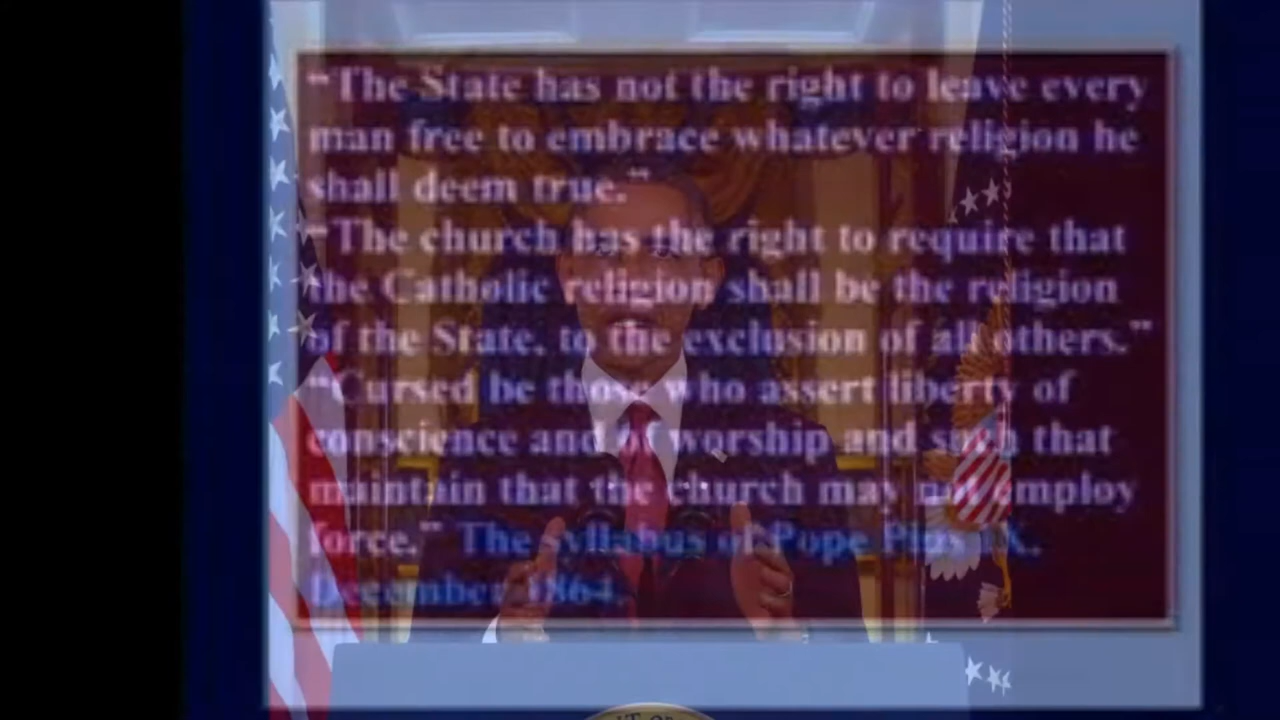 “The State has not the right to leave every
man free to embrace whatever religion he
shall deem true.”
“The church has the right to require that
the Catholic religion shall be the religion
of the State, to the exclusion of all others.”
“Cursed be those who assert liberty of
conscience and of worship and such that
maintain that the church may not employ
force.” The syllabus of Pope Pius IX.
December 1864.